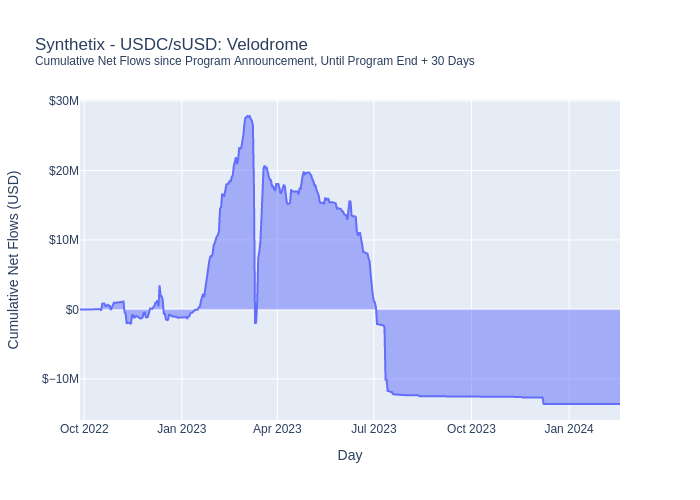 Synthetix - USDC/sUSD: Velodrome
Cumulative Net Flows since Program Announcement, Until Program End + 30 Days
Cumulative Net Flows (USD)
$30M
$20M
$10M
$0
$−10M
Oct 2022
Jan 2023
Apr 2023
Jul 2023
Oct 2023
Jan 2024
Day